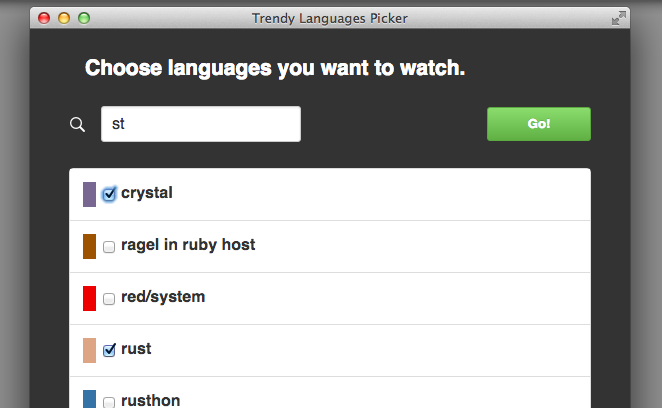 Trendy Languages Picker
Choose languages you want to watch.
st
Go!
crystal
ragel in ruby host
red/system
rust
rusthon